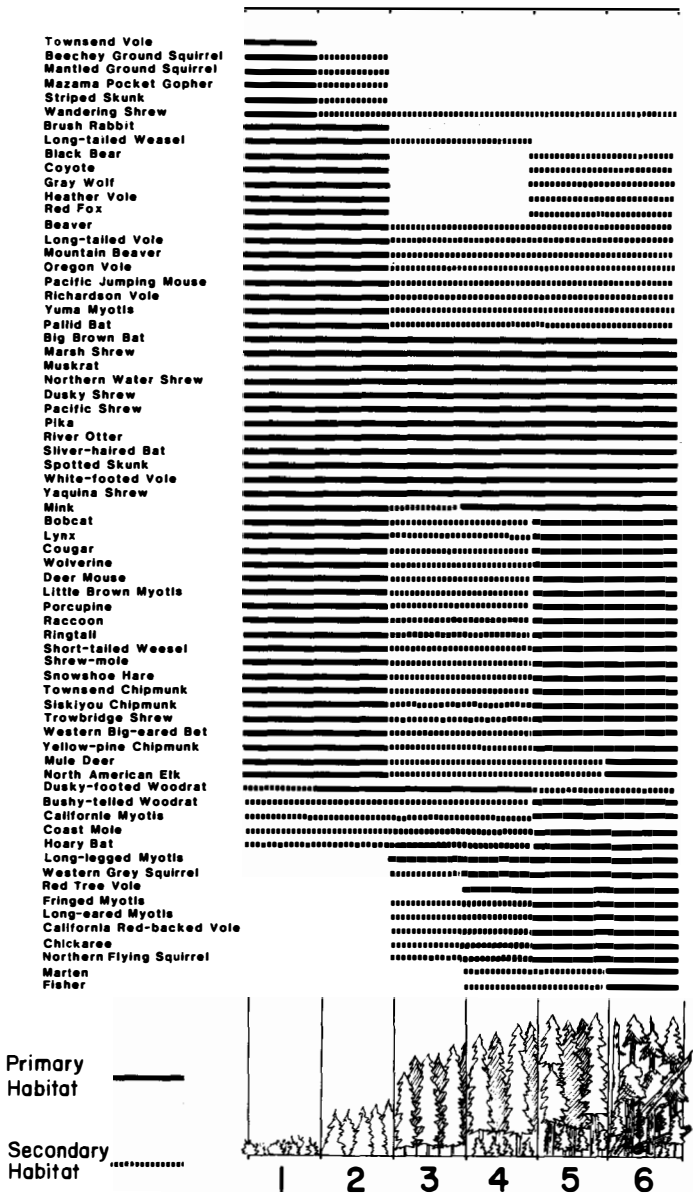 Townsend Vole
Beechey Ground Squirrel
Mantled Ground Squirrel
Mazama Pocket Gopher
Striped Skunk
Wandering Shrew
Brush Rabbit
Long-tailed Weasel
Black Bear
Coyote
Gray Wolf
Heather Vole
Red Fox
Beaver
Long-tailed Vole
Mountain Beaver
Oregon Vole
Pacific Jumping Mouse
Richardson Vole
Yuma Myotis
Pallid Bat
Big Brown Bat
Marsh Shrew
Muskrat
Northern Water Shrew
Dusky Shrew
Pacific Shrew
Pika
River Otter
Sliver-haired Bat
Spotted Skunk
White-footed Vole
Yaquina Shrew
Mink
Bobcat
Lynx
Cougar
Wolverine
Deer Mouse
Little Brown Myotis
Porcupine
Raccoon
Ringtail
Short-tailed Weesel
Shrew-mole
Snowshoe Hare
Townsend Chipmunk
Siskiyou Chipmunk
Trowbridge Shrew
Western Big-eared Bet
Yellow-pine Chipmunk
Mule Deer
North American Elk
Dusky-footed Woodrat
Bushy-telled Woodrat
Californie Myotis
Coast Mole
Hoary Bat
Long-legged Myotis
Western Grey Squirrel
Red Tree Vole
Fringed Myotis
Long-eared Myotis
California Red-backed Vole
Chickaree
Northern Flying Squirrel
Marten
Fisher
Primary
Habitat
Secondary
Habitat
1 2 3 4 5 6